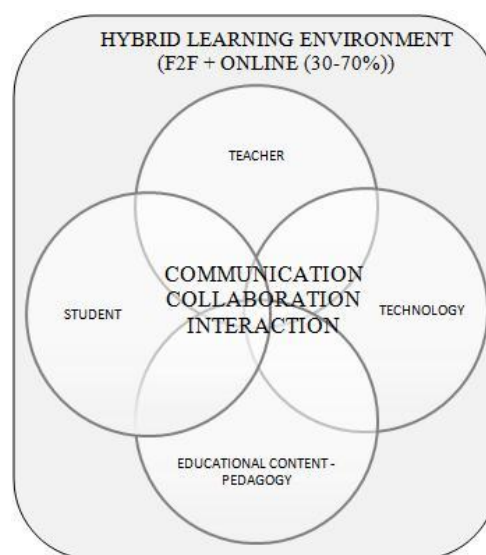 HYBRID LEARNING ENVIRONMENT
(F2F + ONLINE (30-70%))
TEACHER
COMMUNICATION
COLLABORATION
INTERACTION
STUDENT
TECHNOLOGY
EDUCATIONAL CONTENT -
PEDAGOGY